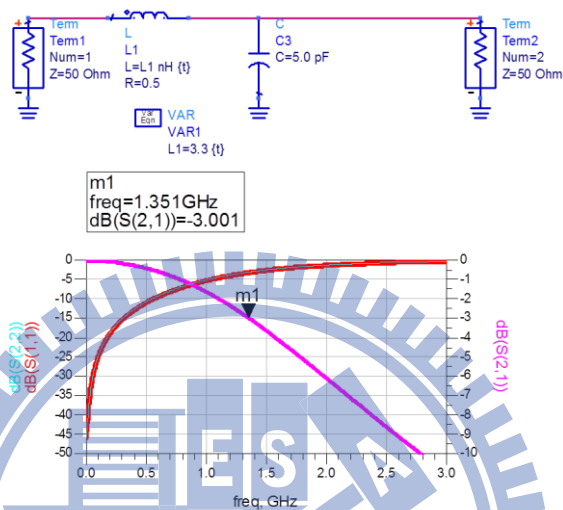 Term
Term1
Num=1
Z=50 Ohm
L
L1
L=L1 nH {t}
R=0.5
C
C3
C=5.0 pF
Term
Term2
Num=2
Z=50 Ohm
Var
Eqn
VAR
VAR1
L1=3.3 {t}
m1
freq=1.351GHz
dB(S(2,1))=-3.001
dB(S(2,2))
dB(S(1,1))
0
-5
-10
-15
-20
-25
-30
-35
-40
-45
-50
m1
0
-1
-2
-3
-4
-5
-6
-7
-8
-9
-10
dB(S(2,1))
0.0 0.5 1.0 1.5 2.0 2.5 3.0
freq, GHz
ESA